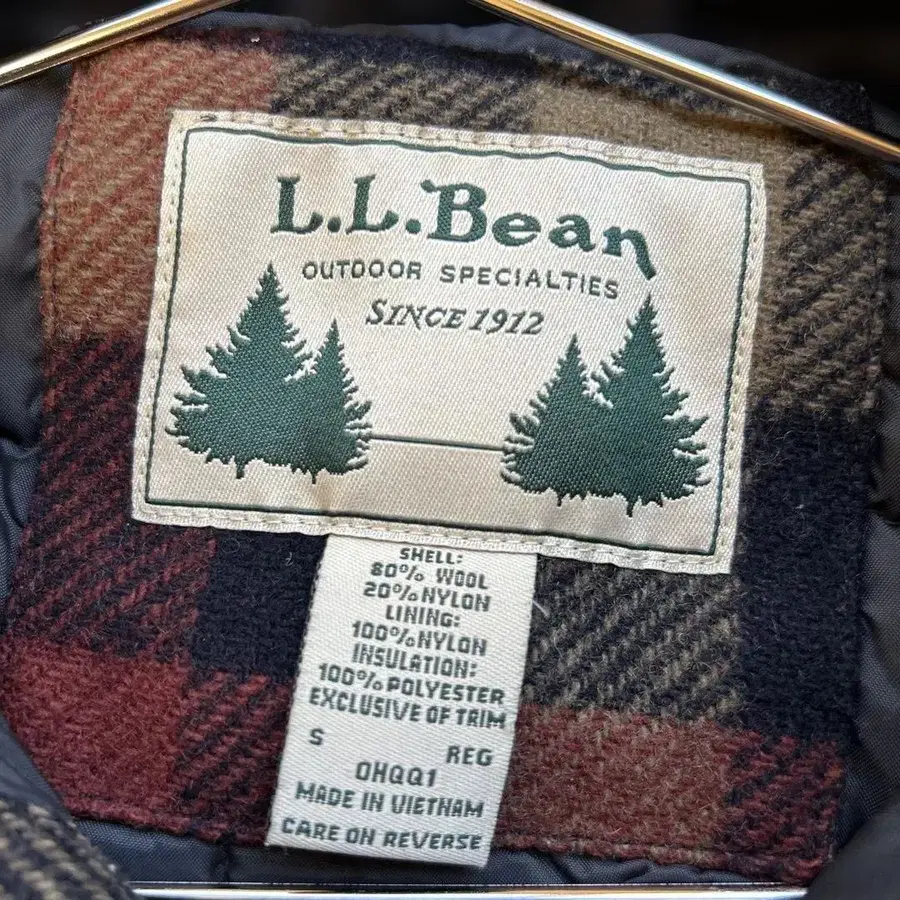 L.L.Bean
OUTDOOR SPECIALTIES
SINCE 1912
SHELL:
80% WOOL
20% NYLON
LINING:
100% NYLON
INSULATION:
100% POLYESTER
EXCLUSIVE OF TRIM
S
REG
OHQQ1
MADE IN VIETNAM
CARE ON REVERSE